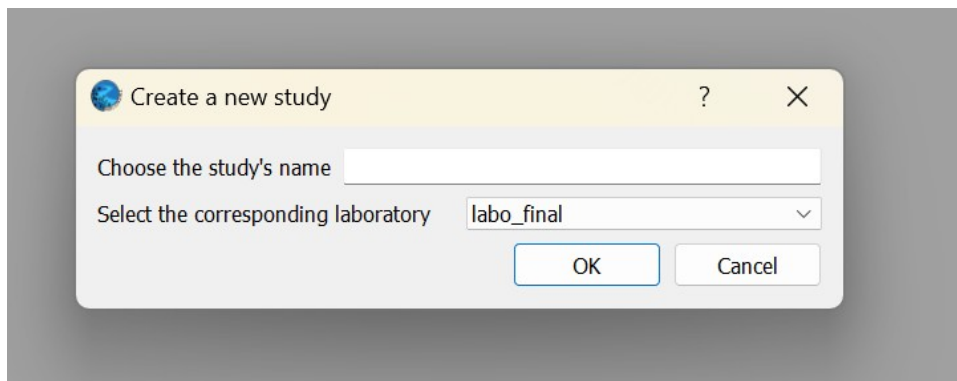 Create a new study
Choose the study's name
Select the corresponding laboratory labo_final
OK Cancel